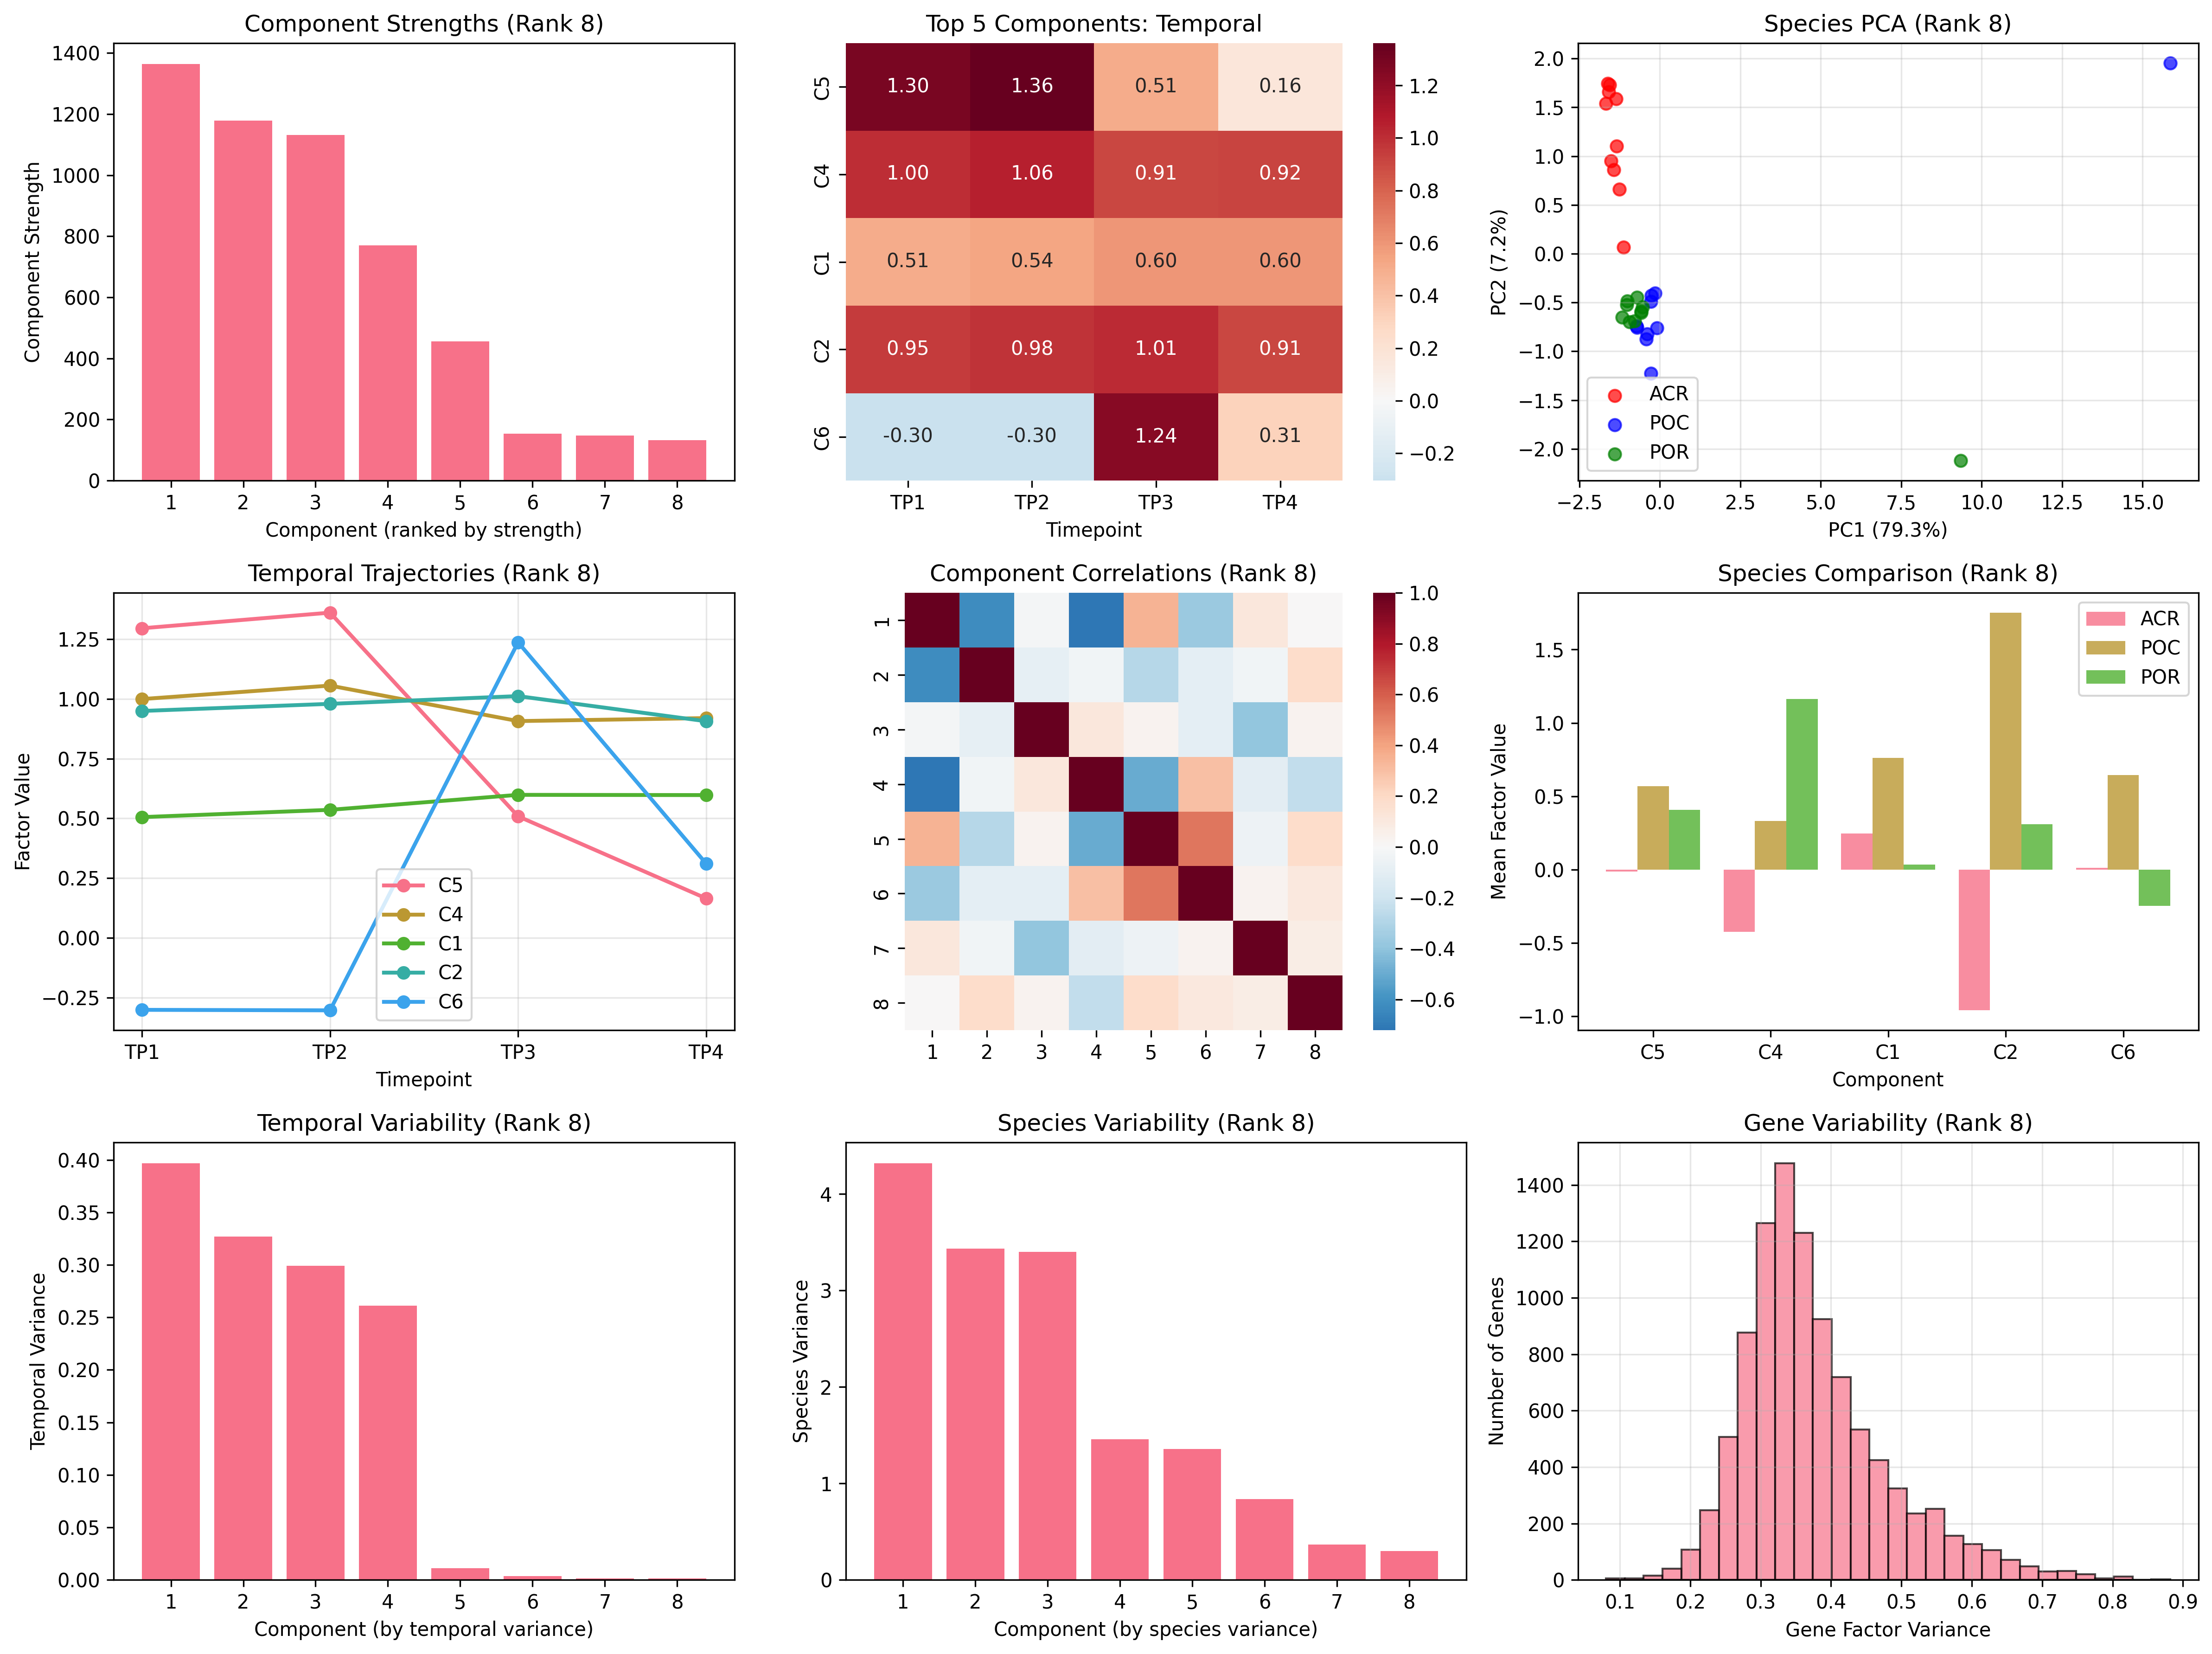 Component Strengths (Rank 8)
1400
1200
1000
800
600
400
200
0
Component Strength
1 2 3 4 5 6 7 8
Component (ranked by strength)
Top 5 Components: Temporal
C5 1.30 1.36 0.51 0.16
C4 1.00 1.06 0.91 0.92
C1 0.51 0.54 0.60 0.60
C2 0.95 0.98 1.01 0.91
C6 -0.30 -0.30 1.24 0.31
TP1 TP2 TP3 TP4
Timepoint
1.2
1.0
0.8
0.6
0.4
0.2
0.0
−0.2
Species PCA (Rank 8)
2.0
1.5
1.0
0.5
0.0
−0.5
−1.0
−1.5
−2.0
PC2 (7.2%)
ACR
POC
POR
−2.5 0.0 2.5 5.0 7.5 10.0 12.5 15.0
PC1 (79.3%)
Temporal Trajectories (Rank 8)
1.25
1.00
0.75
0.50
0.25
0.00
−0.25
Factor Value
C5
C4
C1
C2
C6
TP1 TP2 TP3 TP4
Timepoint
Component Correlations (Rank 8)
1
2
3
4
5
6
7
8
1 2 3 4 5 6 7 8
1.0
0.8
0.6
0.4
0.2
0.0
−0.2
−0.4
−0.6
Species Comparison (Rank 8)
ACR
POC
POR
1.5
1.0
0.5
0.0
−0.5
−1.0
Mean Factor Value
C5 C4 C1 C2 C6
Component
Temporal Variability (Rank 8)
0.40
0.35
0.30
0.25
0.20
0.15
0.10
0.05
0.00
Temporal Variance
1 2 3 4 5 6 7 8
Component (by temporal variance)
Species Variability (Rank 8)
4
3
2
1
0
Species Variance
1 2 3 4 5 6 7 8
Component (by species variance)
Gene Variability (Rank 8)
1400
1200
1000
800
600
400
200
0
Number of Genes
0.1 0.2 0.3 0.4 0.5 0.6 0.7 0.8 0.9
Gene Factor Variance